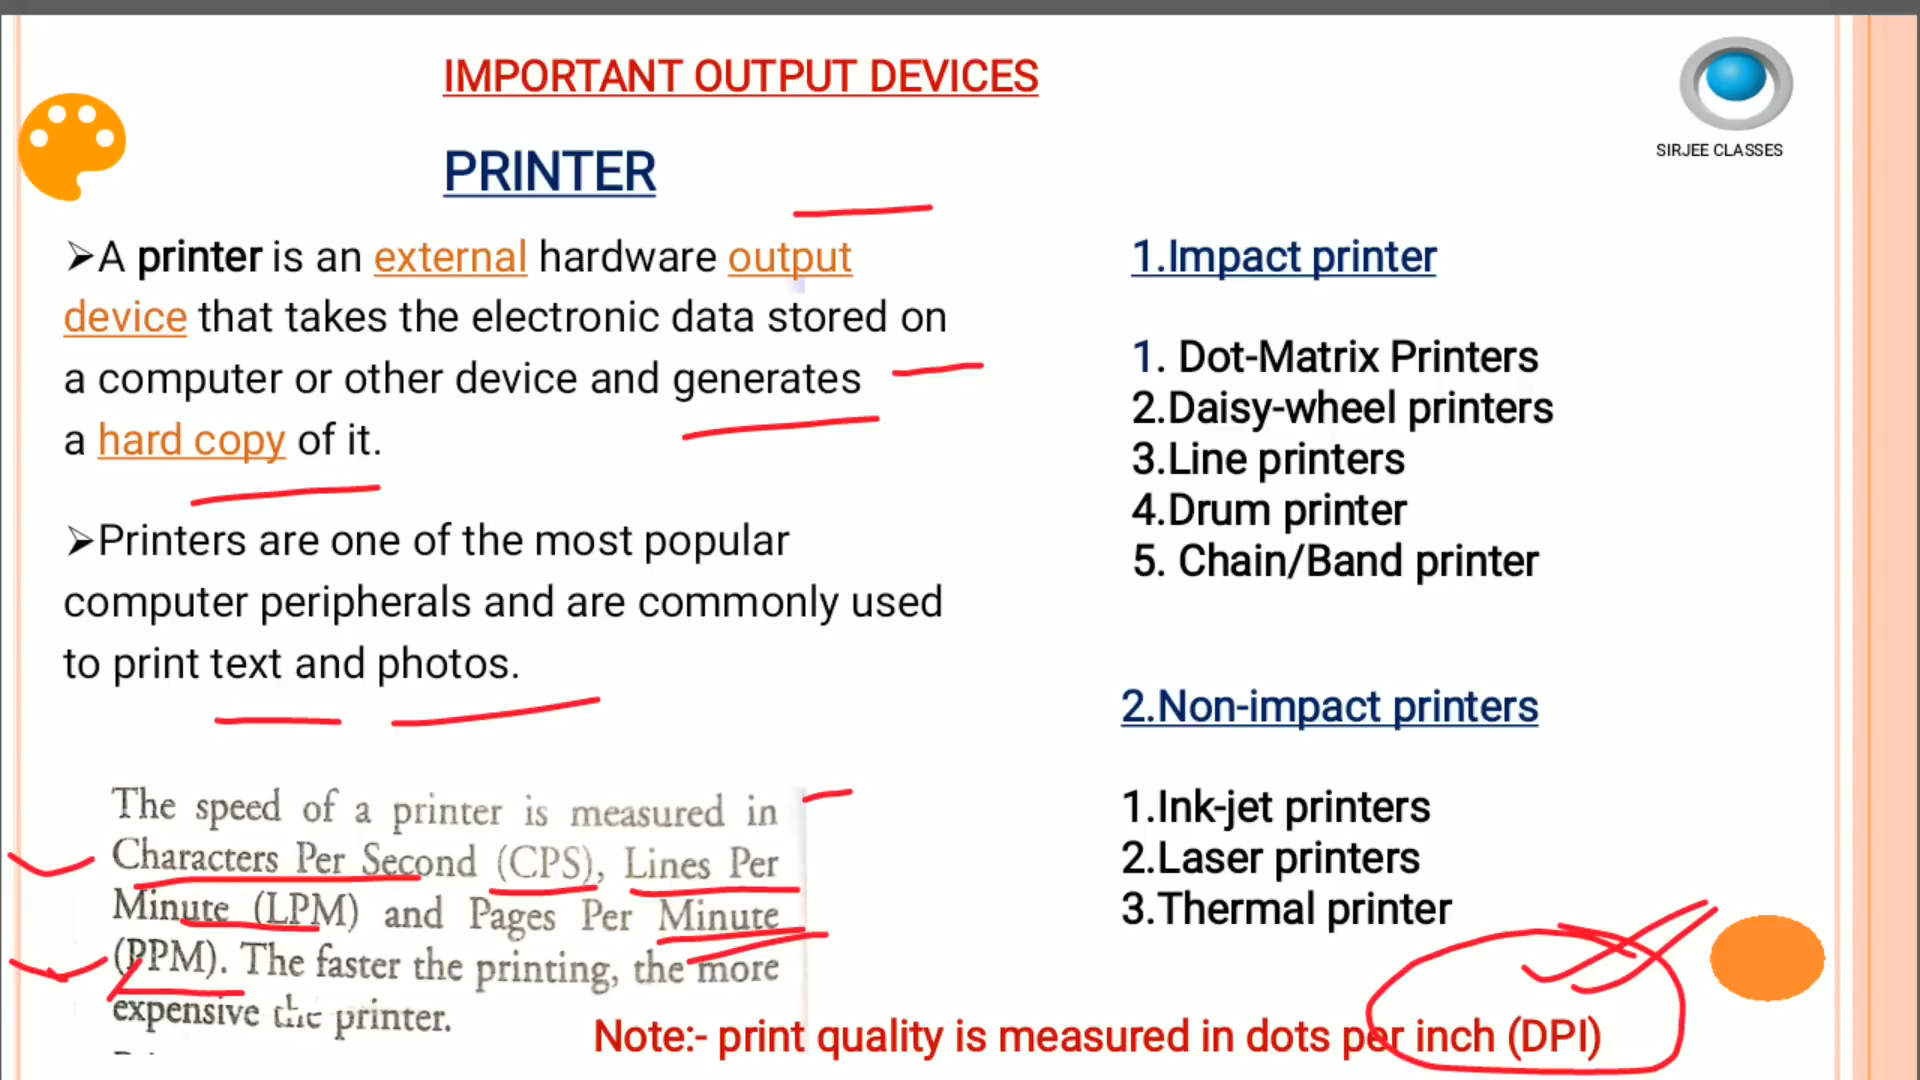 IMPORTANT OUTPUT DEVICES
SIRJEE CLASSES
PRINTER
➢A printer is an external hardware output
device that takes the electronic data stored on
a computer or other device and generates
a hard copy of it.
➢Printers are one of the most popular
computer peripherals and are commonly used
to print text and photos.
The speed of a printer is measured in
Characters Per Second (CPS), Lines Per
Minute (LPM) and Pages Per Minute
(PPM). The faster the printing, the more
expensive the printer.
1.Impact printer
1. Dot-Matrix Printers
2.Daisy-wheel printers
3.Line printers
4.Drum printer
5. Chain/Band printer
2.Non-impact printers
1.Ink-jet printers
2.Laser printers
3.Thermal printer
Note:- print quality is measured in dots per inch (DPI)